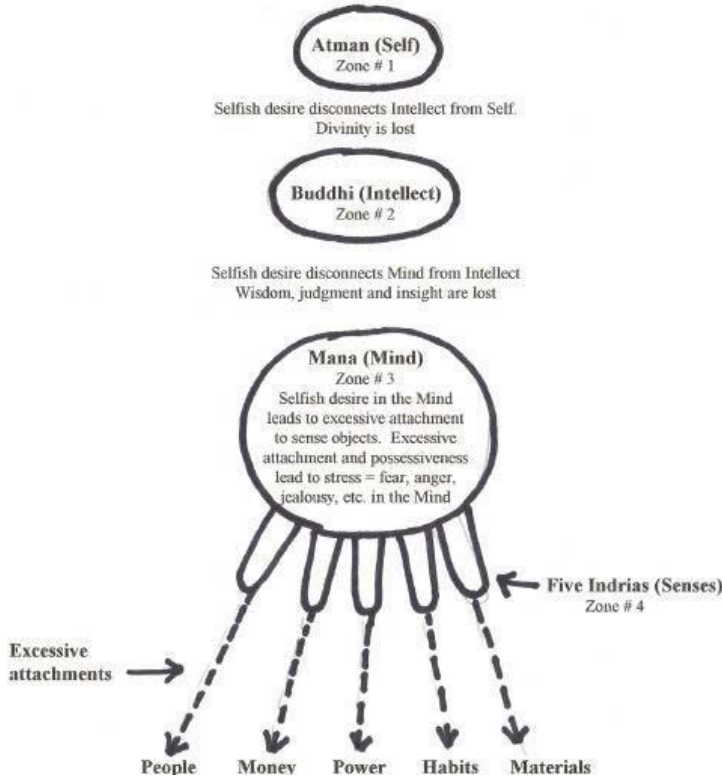 Atman (Self)
Zone # 1
Selfish desire disconnects Intellect from Self.
Divinity is lost
Buddhi (Intellect)
Zone # 2
Selfish desire disconnects Mind from Intellect
Wisdom, judgment and insight are lost
Mana (Mind)
Zone # 3
Selfish desire in the Mind
leads to excessive attachment
to sense objects. Excessive
attachment and possessiveness
lead to stress = fear, anger,
jealousy, etc. in the Mind
Five Indrias (Senses)
Zone # 4
Excessive
attachments
People Money Power Habits Materials